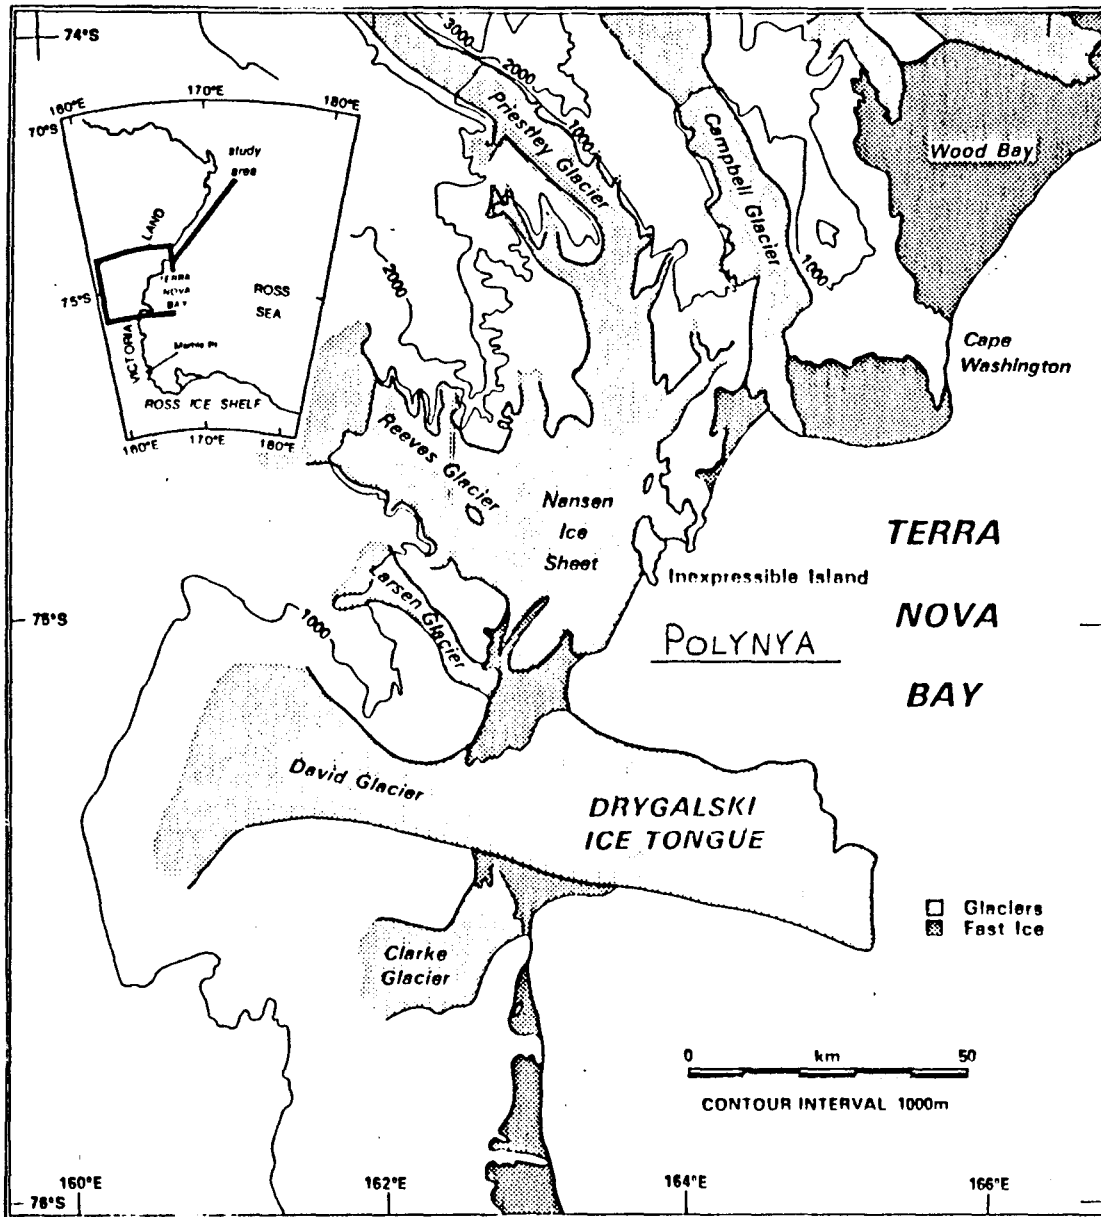 74°S
3000
2000
1000
Priestley Glacier
Campbell Glacier
1000
Wood Bay
Cape
Washington
160°E
170°E
180°E
70°S
study
area
LAND
TERRA
NOVA
BAY
75°S
ROSS
SEA
VICTORIA
ROSS ICE SHELF
160°E
170°E
180°E
2000
Reeves Glacier
Nansen
Ice
Sheet
TERRA
NOVA
BAY
Inexpressible Island
POLYNYA
75°S
1000
Larsen Glacier
David Glacier
DRYGALSKI
ICE TONGUE
Glaciers
Fast Ice
Clarke
Glacier
0 km 50
CONTOUR INTERVAL 1000m
160°E
162°E
164°E
166°E
76°S